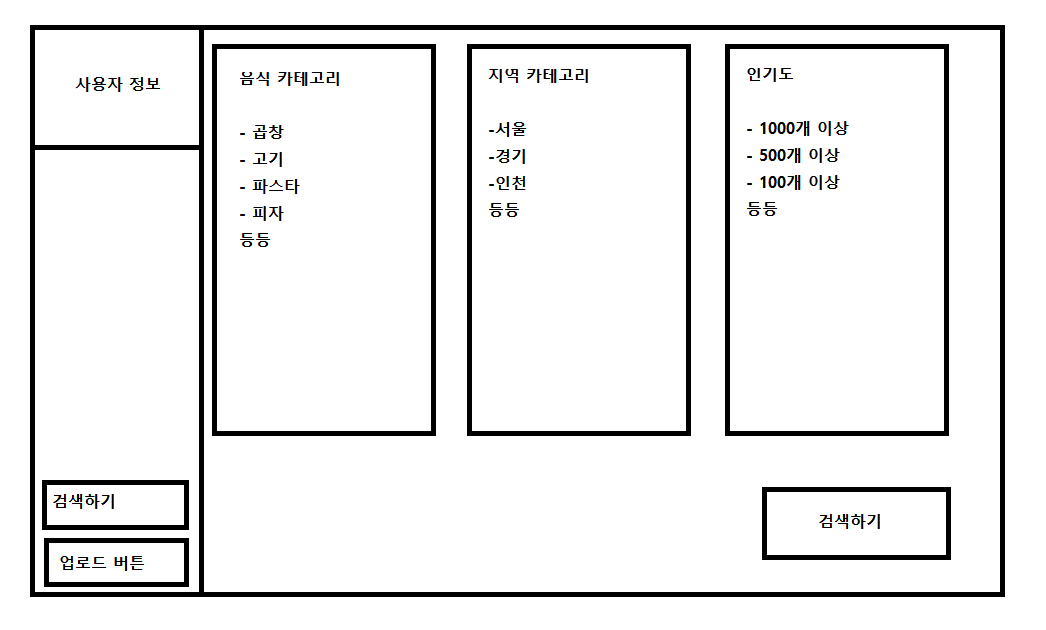 사용자 정보
음식 카테고리
- 곱창
- 고기
- 파스타
- 피자
등등
지역 카테고리
-서울
-경기
-인천
등등
인기도
- 1000개 이상
- 500개 이상
- 100개 이상
등등
검색하기
업로드 버튼
검색하기